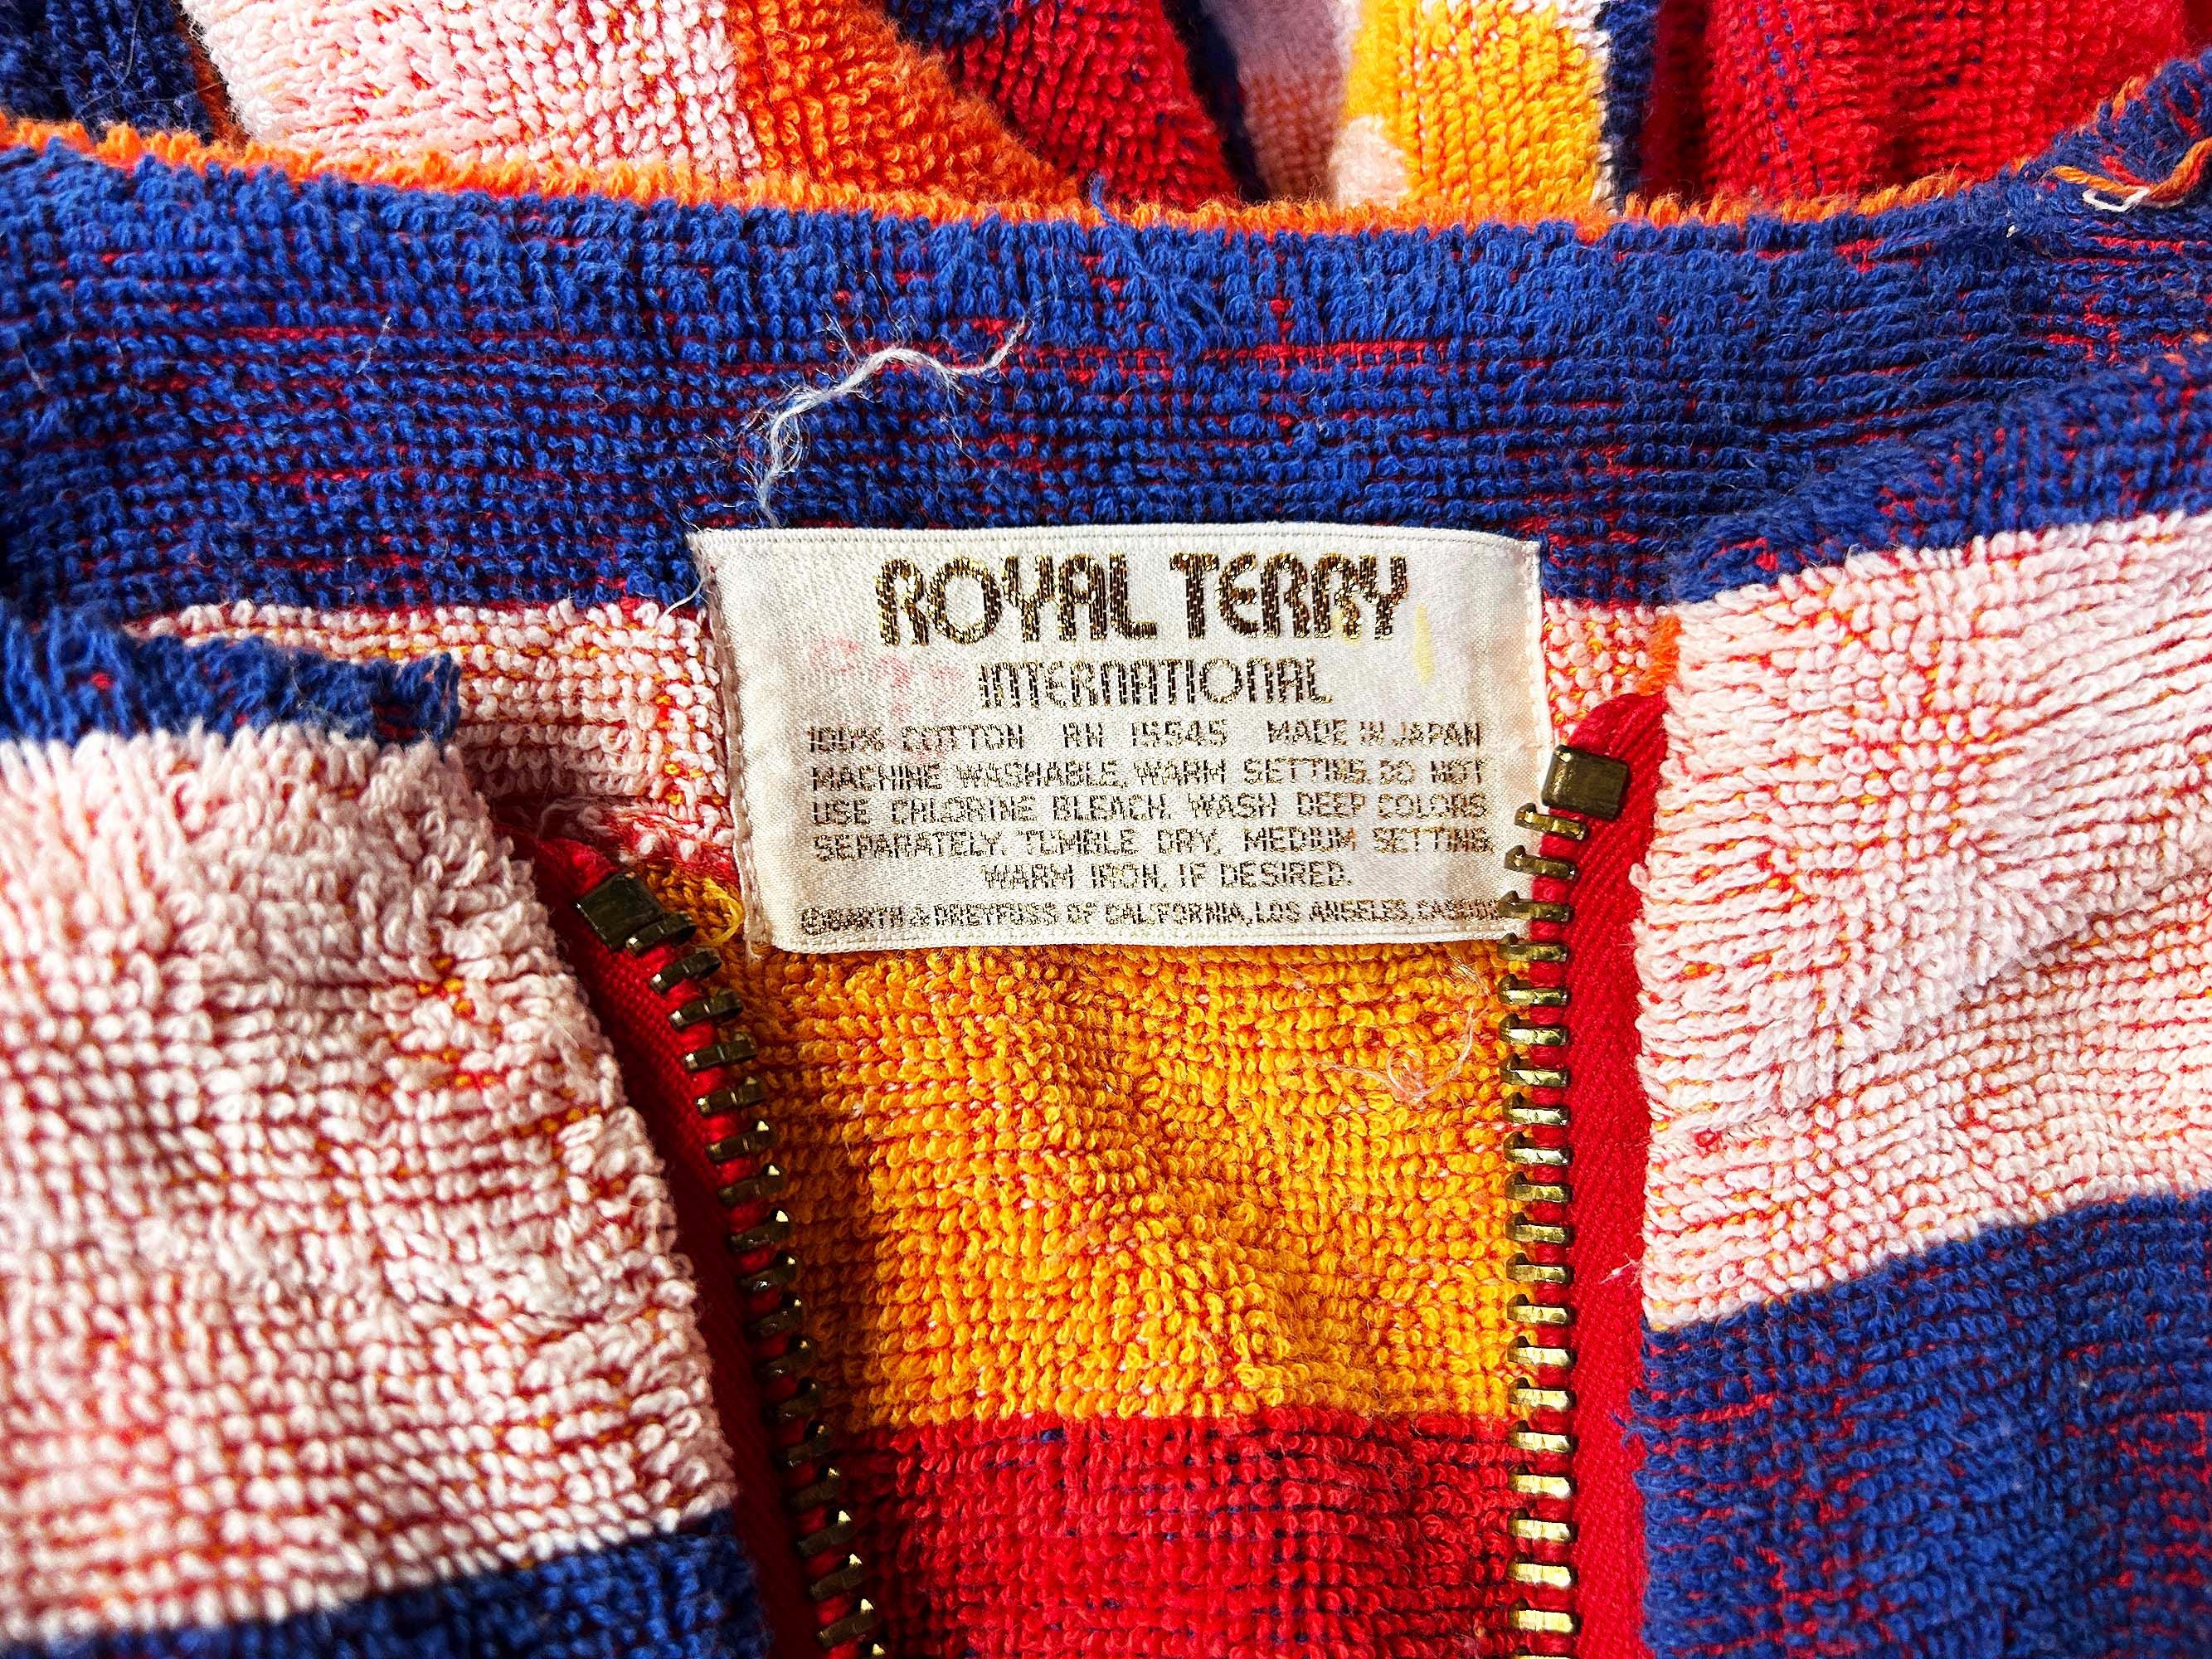 ROYAL TERRY
INTERNATIONAL
100% COTTON RN 15545 MADE IN JAPAN
MACHINE WASHABLE, WARM SETTING. DO NOT
USE CHLORINE BLEACH. WASH DEEP COLORS
SEPARATELY. TUMBLE DRY, MEDIUM SETTING.
WARM IRON, IF DESIRED.
©BARTH & DREYFUSS OF CALIFORNIA, LOS ANGELES,